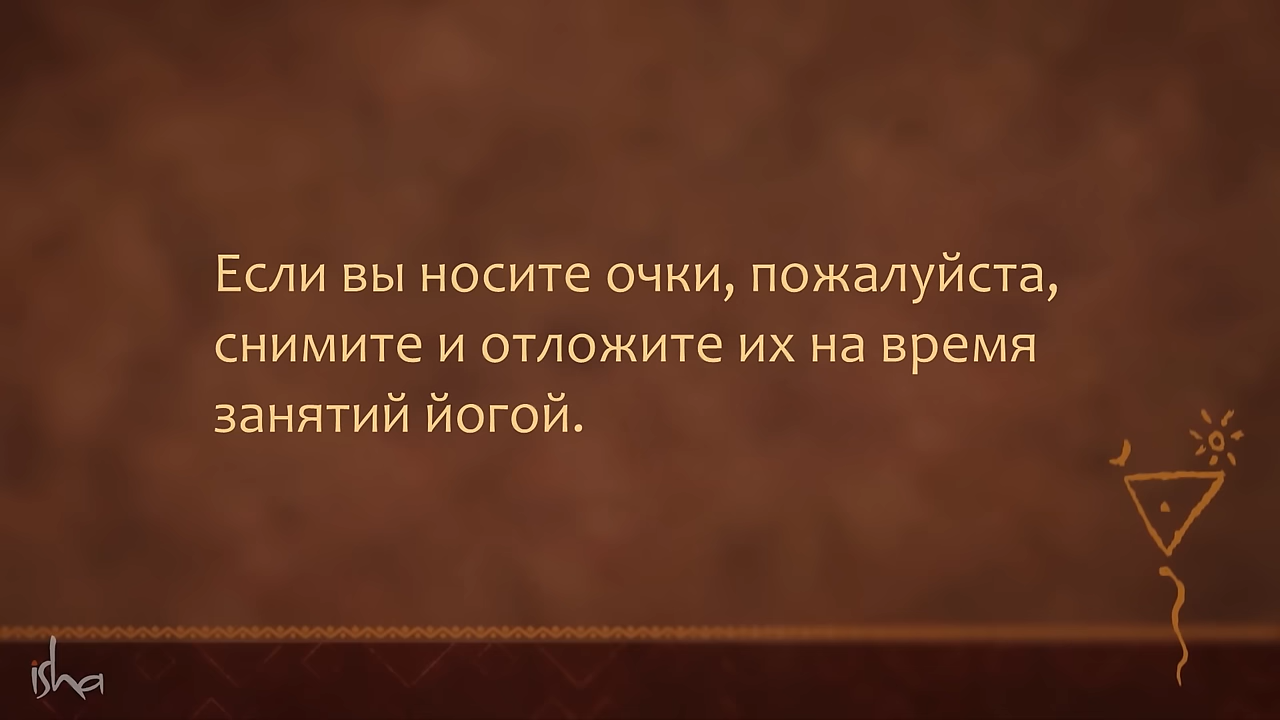 Если вы носите очки, пожалуйста,
снимите и отложите их на время
занятий йогой.
isha